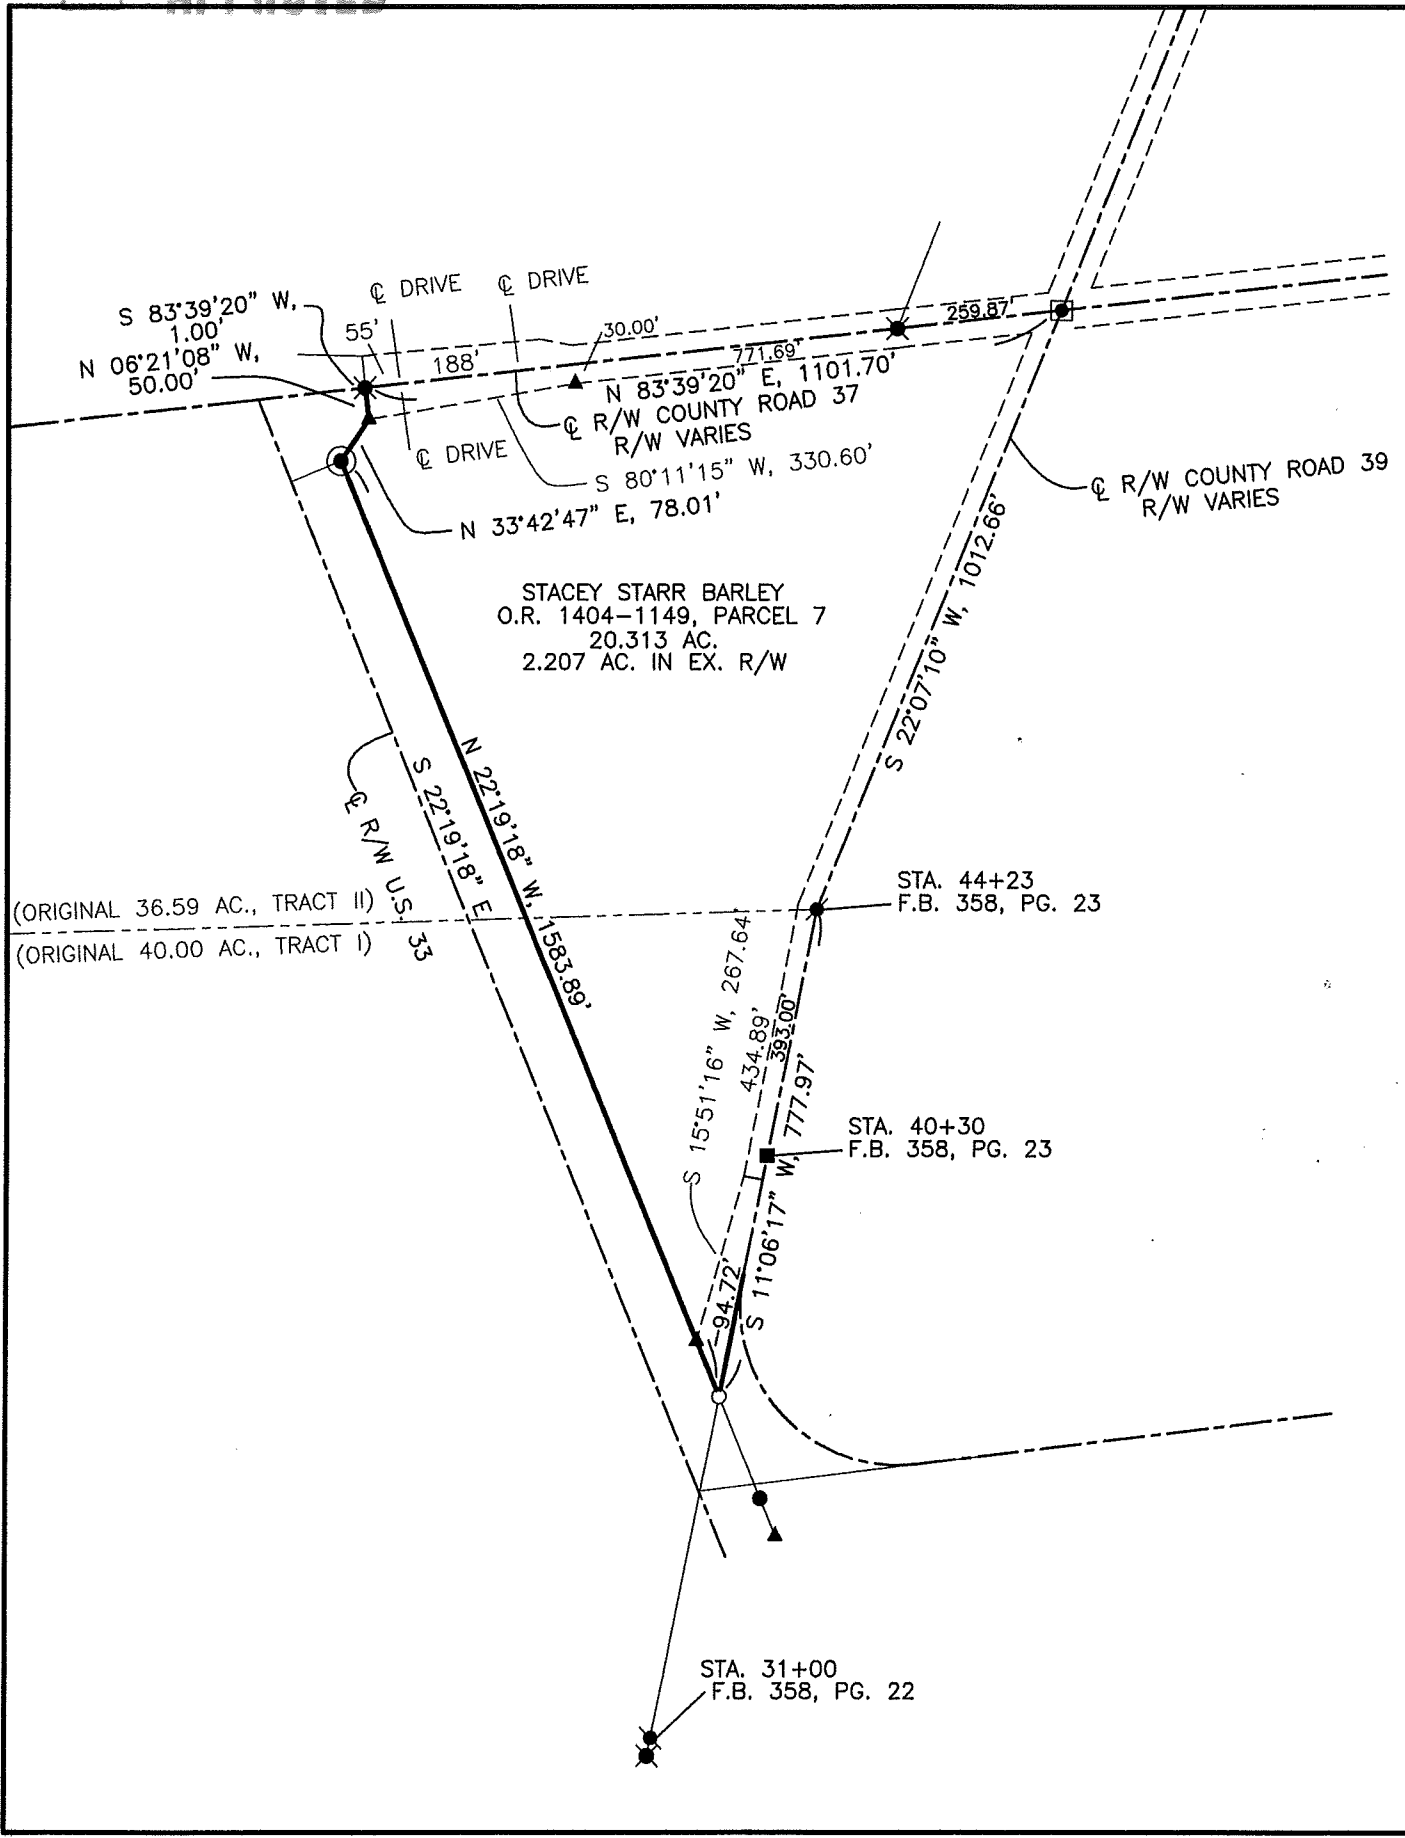 S 83°39'20" W,
1.00'
N 06°21'08" W,
50.00'
55'
℄ DRIVE
℄ DRIVE
188'
30.00'
771.69'
259.87'
N 83°39'20" E, 1101.70'
℄ R/W COUNTY ROAD 37
R/W VARIES
℄ DRIVE
S 80°11'15" W, 330.60'
N 33°42'47" E, 78.01'
℄ R/W COUNTY ROAD 39
R/W VARIES
S 22°07'10" W, 1012.66'
STACEY STARR BARLEY
O.R. 1404-1149, PARCEL 7
20.313 AC.
2.207 AC. IN EX. R/W
N 22°19'18" W, 1583.89'
S 22°19'18" E
℄ R/W U.S. 33
(ORIGINAL 36.59 AC., TRACT II)
(ORIGINAL 40.00 AC., TRACT I)
STA. 44+23
F.B. 358, PG. 23
S 15°51'16" W, 267.64'
434.89'
393.00'
S 11°06'17" W, 777.97'
STA. 40+30
F.B. 358, PG. 23
94.72'
STA. 31+00
F.B. 358, PG. 22